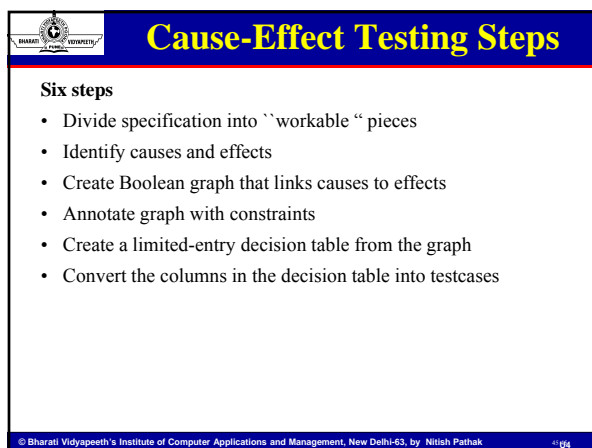 BHARATI
VIDYAPEETH
PUNE
Cause-Effect Testing Steps
Six steps
• Divide specification into ``workable “ pieces
• Identify causes and effects
• Create Boolean graph that links causes to effects
• Annotate graph with constraints
• Create a limited-entry decision table from the graph
• Convert the columns in the decision table into testcases
© Bharati Vidyapeeth's Institute of Computer Applications and Management, New Delhi-63, by Nitish Pathak